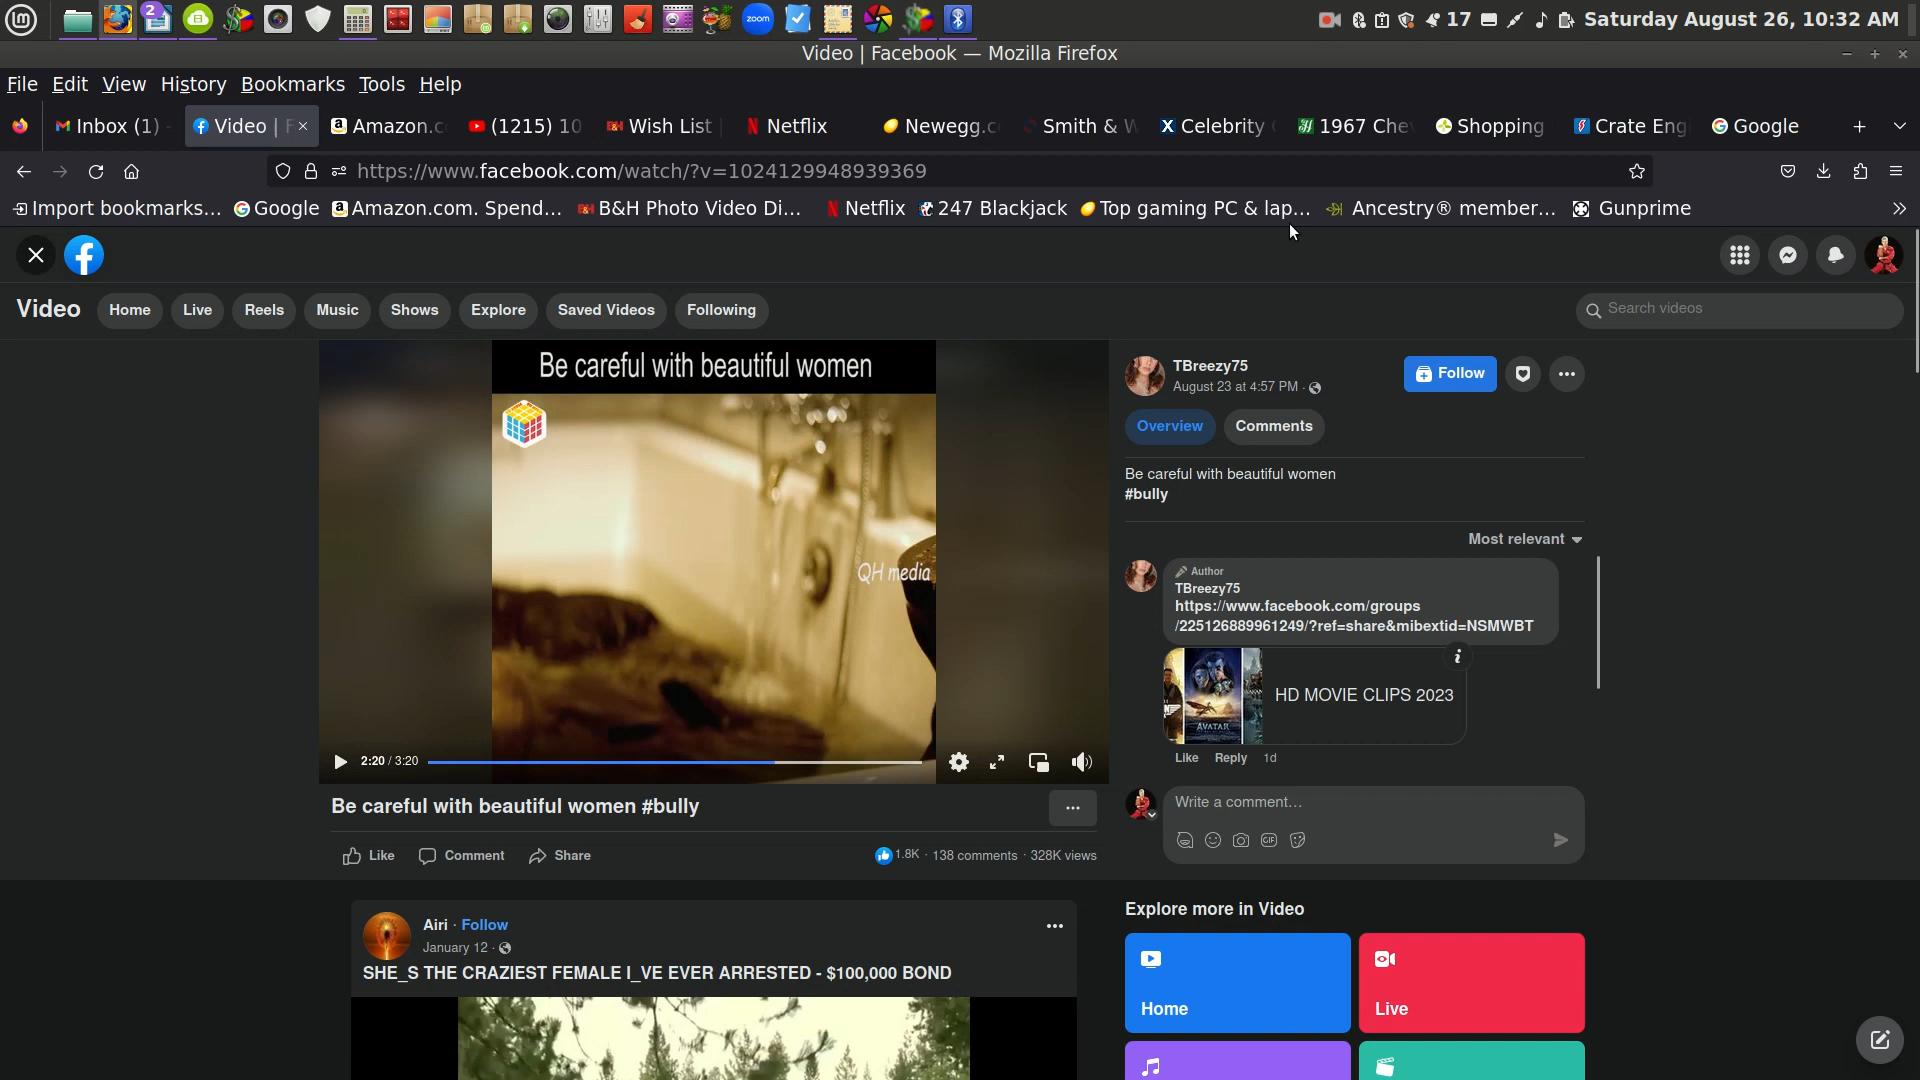 2
zoom
17
Saturday August 26, 10:32 AM
Video | Facebook — Mozilla Firefox
File Edit View History Bookmarks Tools Help
Inbox (1)
Video | F
Amazon.c
(1215) 10
Wish List
Netflix
Newegg.c
Smith & W
Celebrity
1967 Chev
Shopping
Crate Eng
Google
https://www.facebook.com/watch/?v=1024129948939369
Import bookmarks...
Google
Amazon.com. Spend...
B&H Photo Video Di...
Netflix
247 Blackjack
Top gaming PC & lap...
Ancestry® member...
Gunprime
Video
Home
Live
Reels
Music
Shows
Explore
Saved Videos
Following
Search videos
Be careful with beautiful women
QH media
2:20 / 3:20
Be careful with beautiful women #bully
Like
Comment
Share
1.8K · 138 comments · 328K views
TBreezy75
August 23 at 4:57 PM ·
Follow
Overview
Comments
Be careful with beautiful women
#bully
Most relevant
Author
TBreezy75
https://www.facebook.com/groups
/225126889961249/?ref=share&mibextid=NSMWBT
AVATAR
HD MOVIE CLIPS 2023
Like Reply 1d
Write a comment...
GIF
Airi · Follow
January 12 ·
SHE_S THE CRAZIEST FEMALE I_VE EVER ARRESTED - $100,000 BOND
Explore more in Video
Home
Live